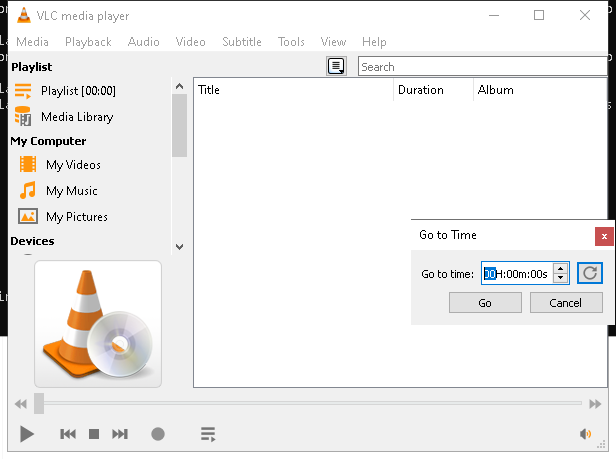 VLC media player
Media Playback Audio Video Subtitle Tools View Help
Playlist
Search
Playlist [00:00]
Title Duration Album
Media Library
My Computer
My Videos
My Music
My Pictures
Go to Time
Devices
Go to time: 00H:00m:00s
Go Cancel